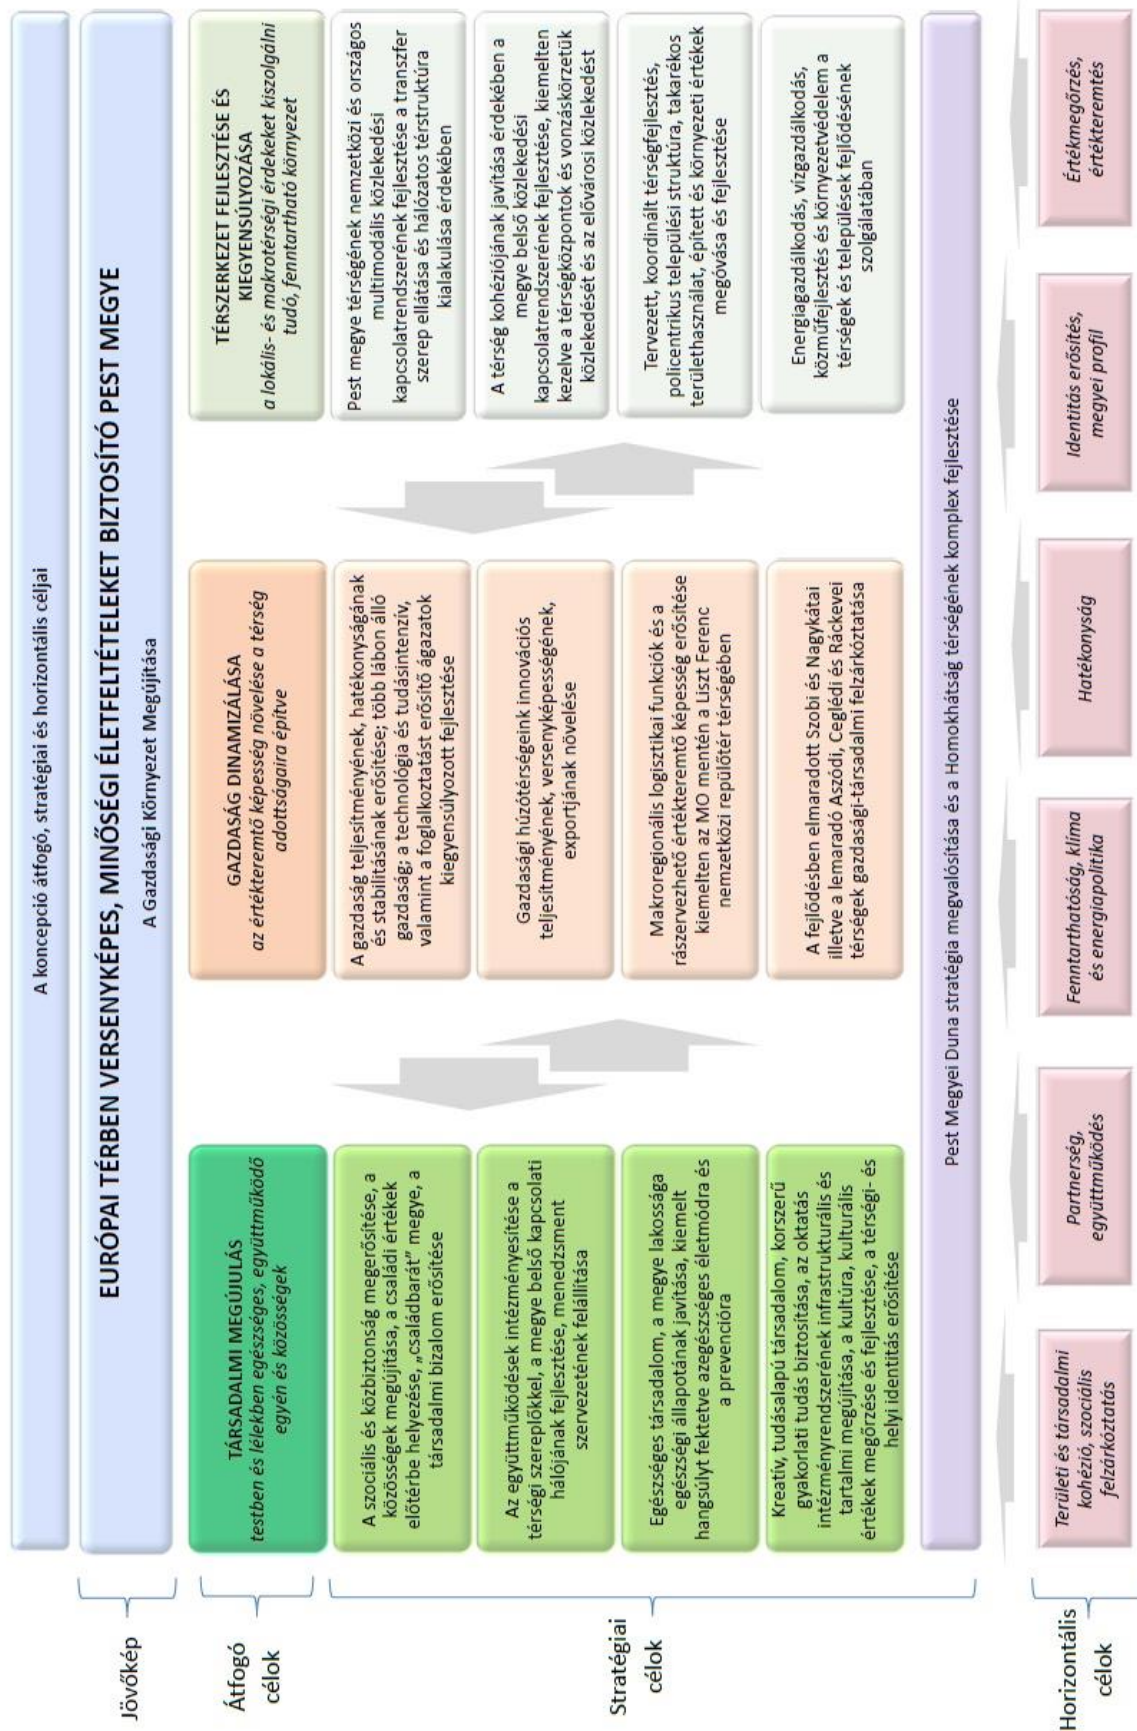 A koncepció átfogó, stratégiai és horizontális céljai
Jövőkép
EURÓPAI TÉRBEN VERSENYKÉPES, MINŐSÉGI ÉLETFELTÉTELEKET BIZTOSÍTÓ PEST MEGYE
A Gazdasági Környezet Megújítása
Átfogó
célok
TÁRSADALMI MEGÚJULÁS
testben és lélekben egészséges, együttműködő
egyén és közösségek
GAZDASÁG DINAMIZÁLÁSA
az értékteremtő képesség növelése a térség
adottságaira építve
TÉRSZERKEZET FEJLESZTÉSE ÉS
KIEGYENSÚLYOZÁSA
a lokális- és makrotérségi érdekeket kiszolgálni
tudó, fenntartható környezet
Stratégiai
célok
A szociális és közbiztonság megerősítése, a
közösségek megújítása, a családi értékek
előtérbe helyezése, „családbarát” megye, a
társadalmi bizalom erősítése
Az együttműködések intézményesítése a
térségi szereplőkkel, a megye belső kapcsolati
hálójának fejlesztése, menedzsment
szervezetének felállítása
Egészséges társadalom, a megye lakossága
egészségi állapotának javítása, kiemelt
hangsúlyt fektetve azegészséges életmódra és
a prevencióra
Kreatív, tudásalapú társadalom, korszerű
gyakorlati tudás biztosítása, az oktatás
intézményrendszerének infrastrukturális és
tartalmi megújítása, a kultúra, kulturális
értékek megőrzése és fejlesztése, a térségi- és
helyi identitás erősítése
A gazdaság teljesítményének, hatékonyságának
és stabilitásának erősítése; több lábon álló
gazdaság; a technológia és tudásintenzív,
valamint a foglalkoztatást erősítő ágazatok
kiegyensúlyozott fejlesztése
Gazdasági húzótérségeink innovációs
teljesítményének, versenyképességének,
exportjának növelése
Makroregionális logisztikai funkciók és a
rászervezhető értékteremtő képesség erősítése
kiemelten az MO mentén a Liszt Ferenc
nemzetközi repülőtér térségében
A fejlődésben elmaradott Szobi és Nagykátai
illetve a lemaradó Aszódi, Ceglédi és Ráckevei
térségek gazdasági-társadalmi felzárkóztatása
Pest megye térségének nemzetközi és országos
multimodális közlekedési
kapcsolatrendszerének fejlesztése a transzfer
szerep ellátása és hálózatos térstruktúra
kialakulása érdekében
A térség kohéziójának javítása érdekében a
megye belső közlekedési
kapcsolatrendszerének fejlesztése, kiemelten
kezelve a térségközpontok és vonzáskörzetük
közlekedését és az elővárosi közlekedést
Tervezett, koordinált térségfejlesztés,
policentrikus települési struktúra, takarékos
területhasználat, épített és környezeti értékek
megóvása és fejlesztése
Energiagazdálkodás, vízgazdálkodás,
közműfejlesztés és környezetvédelem a
térségek és települések fejlődésének
szolgálatában
Pest Megyei Duna stratégia megvalósítása és a Homokhátság térségének komplex fejlesztése
Horizontális
célok
Területi és társadalmi
kohézió, szociális
felzárkóztatás
Partnerség,
együttműködés
Fenntarthatóság, klíma
és energiapolitika
Hatékonyság
Identitás erősítés,
megyei profil
Értékmegőrzés,
értékteremtés